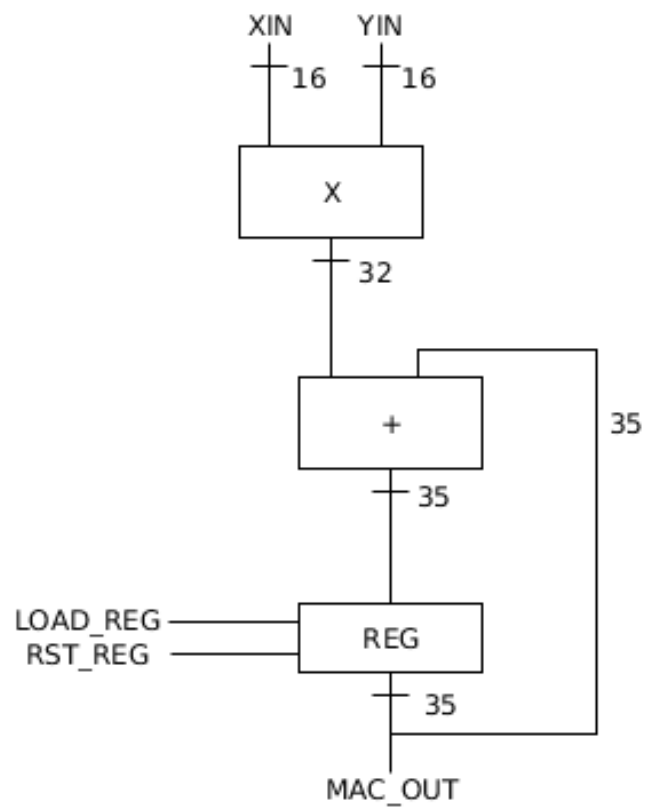 XIN YIN
16 16
X
32
+
35
35
LOAD_REG
REG
RST_REG
35
MAC_OUT